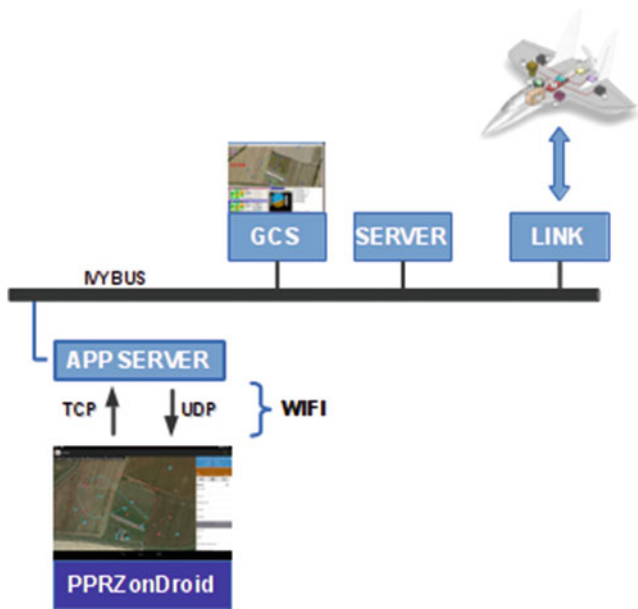 GCS
SERVER
LINK
IVYBUS
APP SERVER
TCP
UDP
WIFI
PPRZonDroid